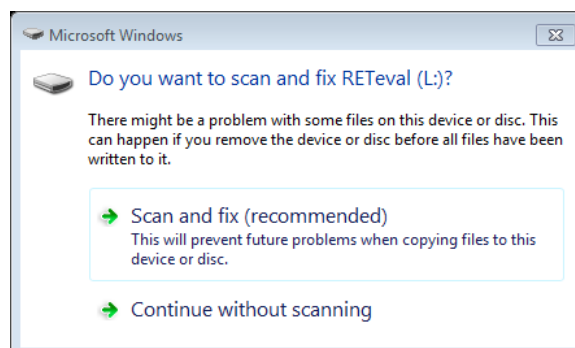 Microsoft Windows
Do you want to scan and fix RETeval (L:)?
There might be a problem with some files on this device or disc. This
can happen if you remove the device or disc before all files have been
written to it.
Scan and fix (recommended)
This will prevent future problems when copying files to this
device or disc.
Continue without scanning